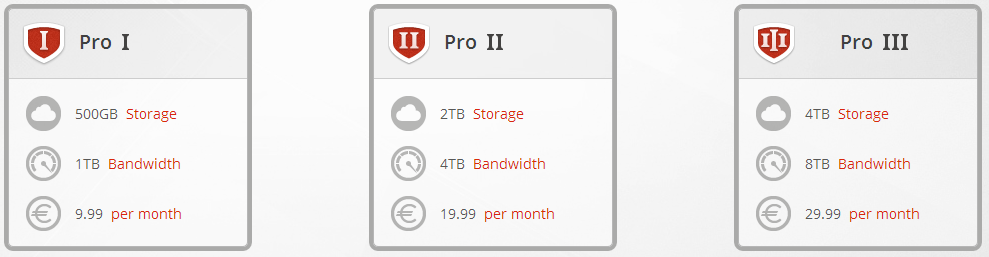 I Pro I
500GB Storage
1TB Bandwidth
€ 9.99 per month
II Pro II
2TB Storage
4TB Bandwidth
€ 19.99 per month
III Pro III
4TB Storage
8TB Bandwidth
€ 29.99 per month